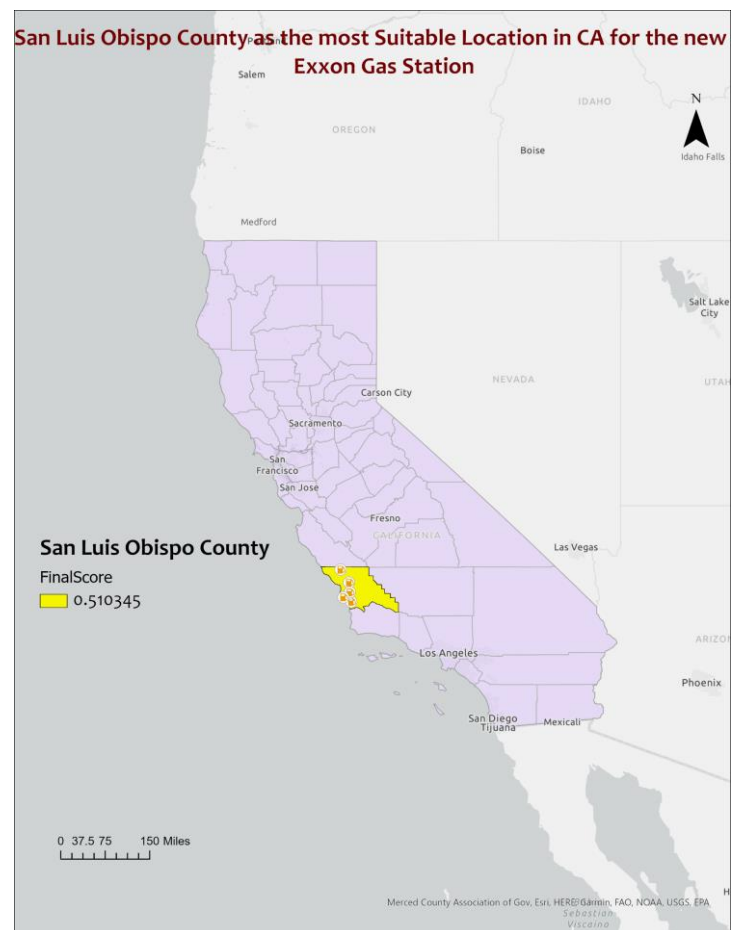 San Luis Obispo County as the most Suitable Location in CA for the new
Exxon Gas Station
Salem
N
IDAHO
OREGON
Boise
Idaho Falls
Medford
Salt Lake
City
NEVADA
UTAH
Carson City
Sacramento
San
Francisco
San Jose
Fresno
CALIFORNIA
Las Vegas
San Luis Obispo County
FinalScore
0.510345
Los Angeles
ARIZON
Phoenix
San Diego
Tijuana
Mexicali
0 37.5 75 150 Miles
Merced County Association of Gov, Esri, HERE, Garmin, FAO, NOAA, USGS, EPA
Sebastián
Vizcaíno